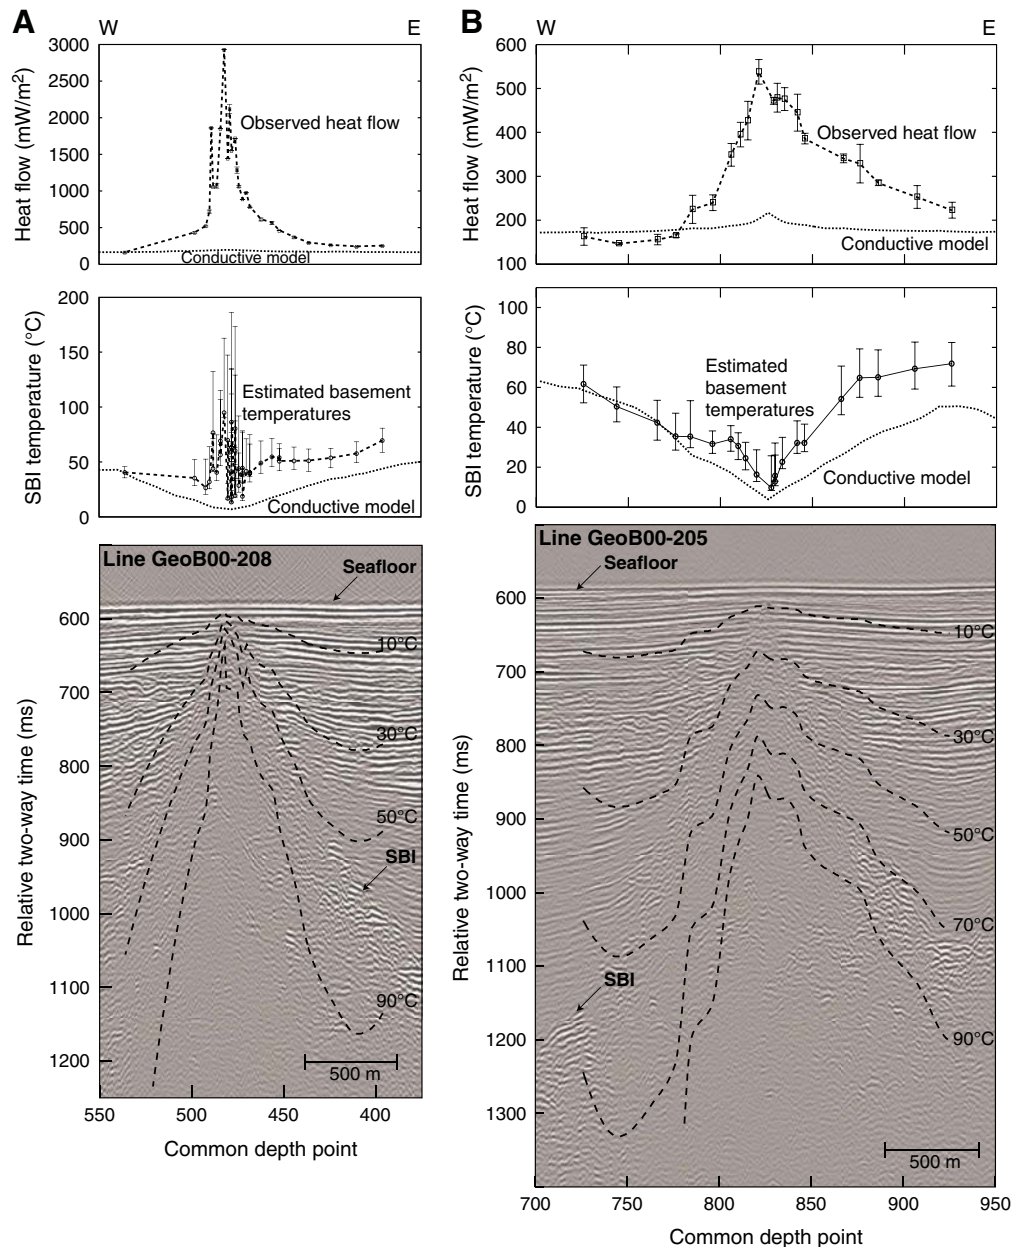 A
W
E
Heat flow (mW/m2)
3000
2500
2000
1500
1000
500
0
Observed heat flow
Conductive model
SBI temperature (°C)
200
150
100
50
0
Estimated basement
temperatures
Conductive model
Line GeoB00-208
Seafloor
Relative two-way time (ms)
600
700
800
900
1000
1100
1200
10°C
30°C
50°C
SBI
90°C
500 m
550
500
450
400
Common depth point
B
W
E
Heat flow (mW/m2)
600
500
400
300
200
100
Observed heat flow
Conductive model
SBI temperature (°C)
100
80
60
40
20
0
Estimated
basement
temperatures
Conductive model
Line GeoB00-205
Seafloor
Relative two-way time (ms)
600
700
800
900
1000
1100
1200
1300
10°C
30°C
50°C
70°C
SBI
90°C
500 m
700
750
800
850
900
950
Common depth point